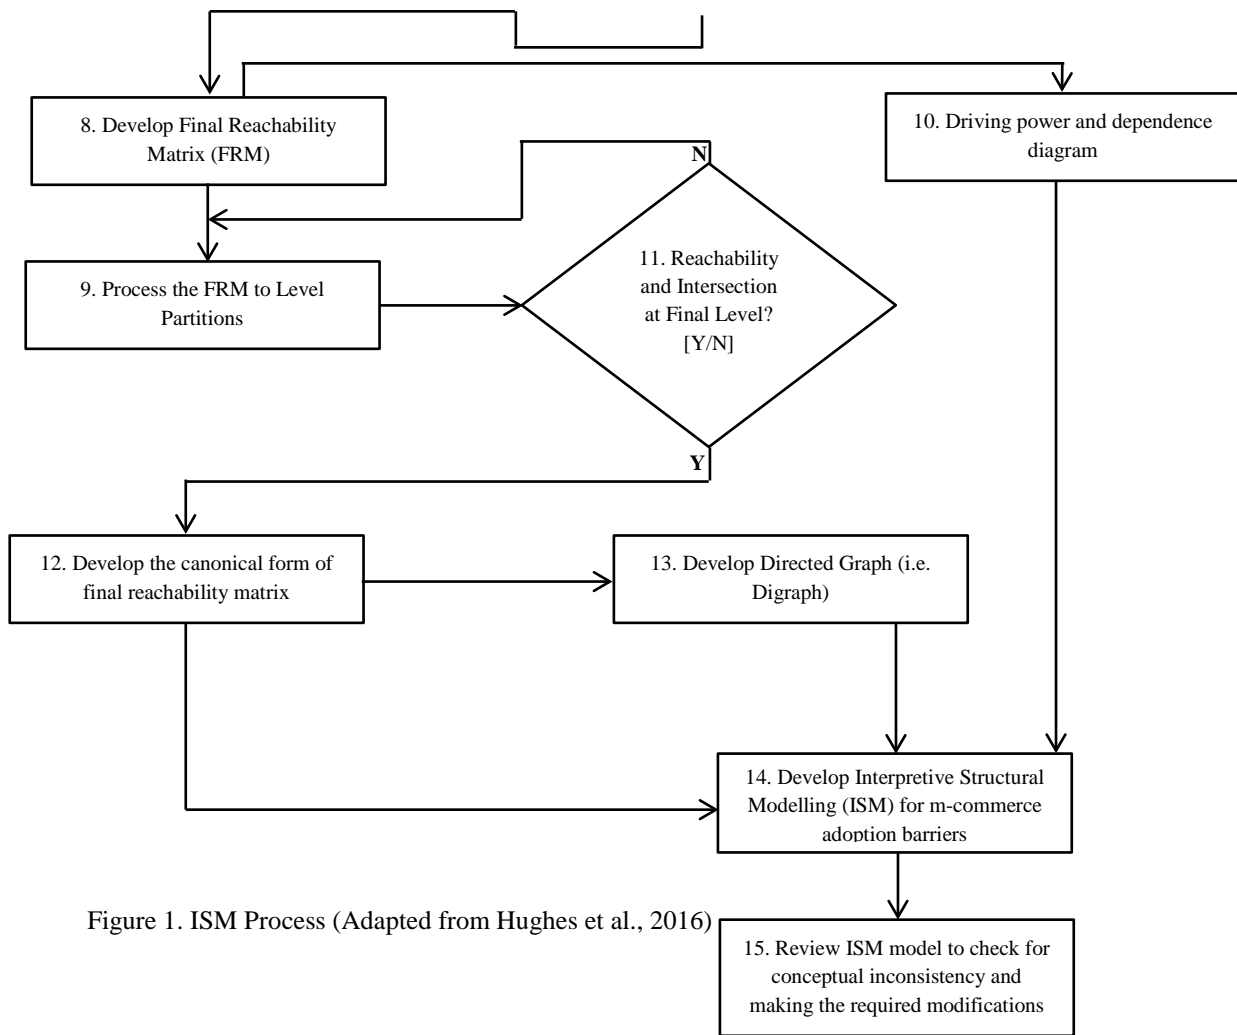 8. Develop Final Reachability
Matrix (FRM)
10. Driving power and dependence
diagram
N
9. Process the FRM to Level
Partitions
11. Reachability
and Intersection
at Final Level?
[Y/N]
Y
12. Develop the canonical form of
final reachability matrix
13. Develop Directed Graph (i.e.
Digraph)
14. Develop Interpretive Structural
Modelling (ISM) for m-commerce
adoption barriers
Figure 1. ISM Process (Adapted from Hughes et al., 2016)
15. Review ISM model to check for
conceptual inconsistency and
making the required modifications